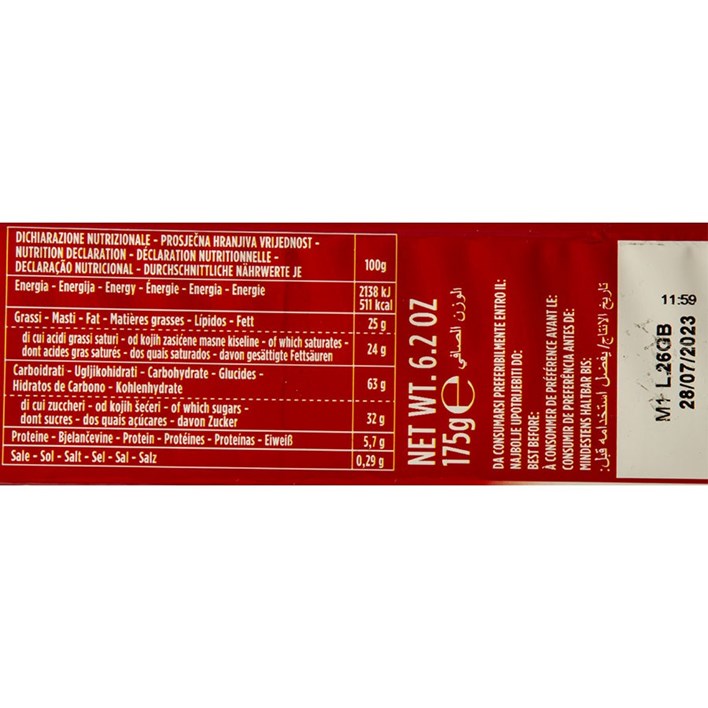 DICHIARAZIONE NUTRIZIONALE - PROSJEČNA HRANJIVA VRIJEDNOST -
NUTRITION DECLARATION - DÉCLARATION NUTRITIONNELLE -
DECLARAÇÃO NUTRICIONAL - DURCHSCHNITTLICHE NÄHRWERTE JE
100g
Energia - Energija - Energy - Énergie - Energia - Energie
2138 kJ
511 kcal
Grassi - Masti - Fat - Matières grasses - Lípidos - Fett
25 g
di cui acidi grassi saturi - od kojih zasićene masne kiseline - of which saturates -
dont acides gras saturés - dos quais saturados - davon gesättigte Fettsäuren
24 g
Carboidrati - Ugljikohidrati - Carbohydrate - Glucides -
Hidratos de Carbono - Kohlenhydrate
63 g
di cui zuccheri - od kojih šećeri - of which sugars -
dont sucres - dos quais açúcares - davon Zucker
32 g
Proteine - Bjelančevine - Protein - Protéines - Proteínas - Eiweiß
5,7 g
Sale - Sol - Salt - Sel - Sal - Salz
0,29 g
NET WT. 6.2 OZ
175g e
الوزن الصافي
DA CONSUMARSI PREFERIBILMENTE ENTRO IL:
NAJBOLJE UPOTRIJEBITI DO:
BEST BEFORE:
À CONSOMMER DE PRÉFÉRENCE AVANT LE:
CONSUMIR DE PREFERÊNCIA ANTES DE:
MINDESTENS HALTBAR BIS:
تاريخ الانتاج/يفضل استخدامه قبل:
11:59
M1 L.26GB
28/07/2023